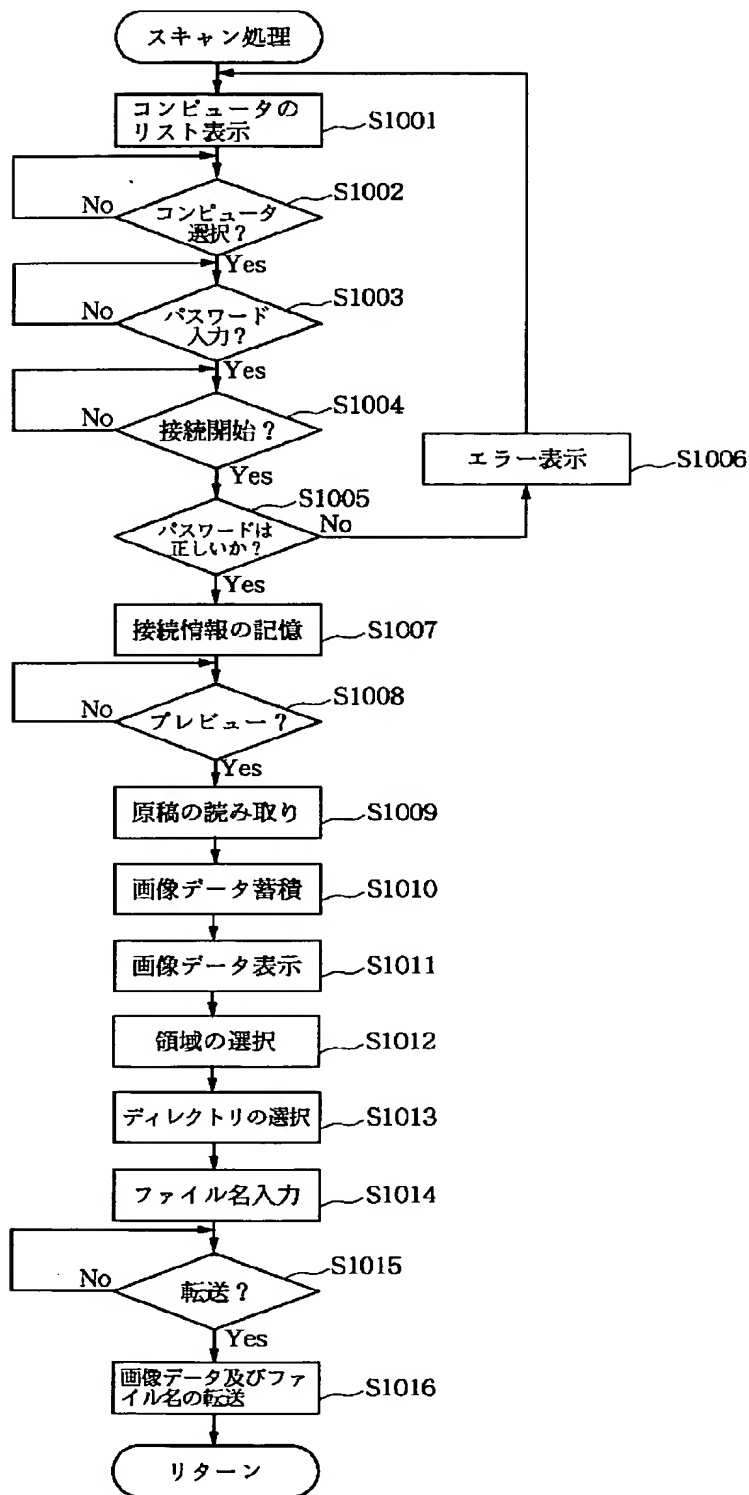 スキャン処理
コンピュータの
リスト表示
S1001
S1002
No
コンピュータ
選択?
Yes
S1003
No
パスワード
入力?
Yes
S1004
No
接続開始?
エラー表示
S1006
Yes
S1005
パスワードは
正しいか?
No
Yes
接続情報の記憶
S1007
S1008
No
プレビュー?
Yes
原稿の読み取り
S1009
画像データ蓄積
S1010
画像データ表示
S1011
領域の選択
S1012
ディレクトリの選択
S1013
ファイル名入力
S1014
S1015
No
転送?
Yes
画像データ及びファ
イル名の転送
S1016
リターン